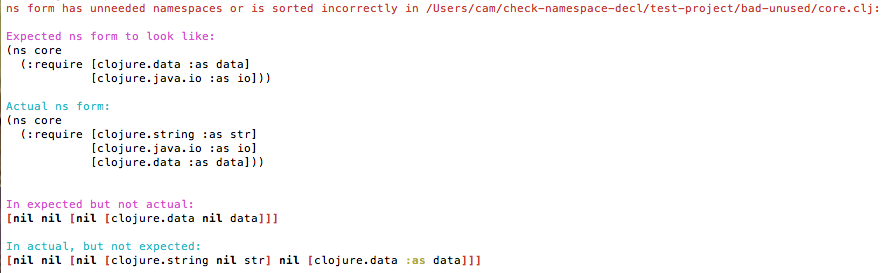 ns form has unneeded namespaces or is sorted incorrectly in /Users/cam/check-namespace-decl/test-project/bad-unused/core.clj:
Expected ns form to look like:
(ns core
  (:require [clojure.data :as data]
            [clojure.java.io :as io]))
Actual ns form:
(ns core
  (:require [clojure.string :as str]
            [clojure.java.io :as io]
            [clojure.data :as data]))
In expected but not actual:
[nil nil [nil [clojure.data nil data]]]
In actual, but not expected:
[nil nil [nil [clojure.string nil str] nil [clojure.data :as data]]]